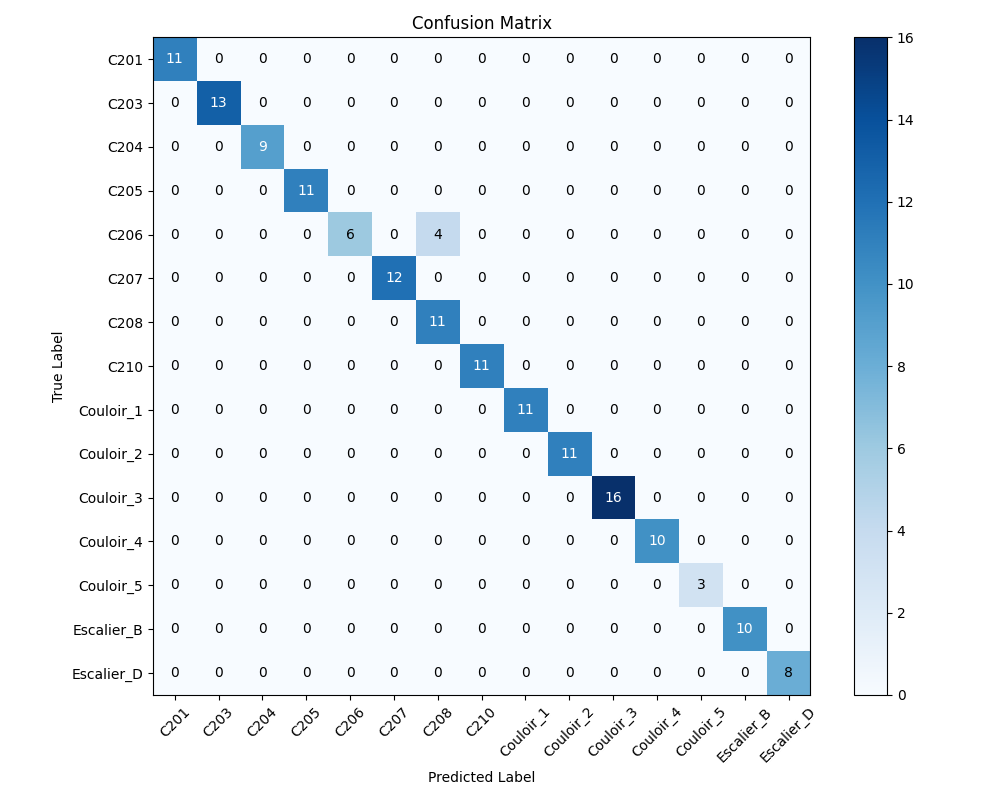 Confusion Matrix
C201 11 0 0 0 0 0 0 0 0 0 0 0 0 0 0
C203 0 13 0 0 0 0 0 0 0 0 0 0 0 0 0
C204 0 0 9 0 0 0 0 0 0 0 0 0 0 0 0
C205 0 0 0 11 0 0 0 0 0 0 0 0 0 0 0
C206 0 0 0 0 6 0 4 0 0 0 0 0 0 0 0
C207 0 0 0 0 0 12 0 0 0 0 0 0 0 0 0
C208 0 0 0 0 0 0 11 0 0 0 0 0 0 0 0
C210 0 0 0 0 0 0 0 11 0 0 0 0 0 0 0
Couloir_1 0 0 0 0 0 0 0 0 11 0 0 0 0 0 0
Couloir_2 0 0 0 0 0 0 0 0 0 11 0 0 0 0 0
Couloir_3 0 0 0 0 0 0 0 0 0 0 16 0 0 0 0
Couloir_4 0 0 0 0 0 0 0 0 0 0 0 10 0 0 0
Couloir_5 0 0 0 0 0 0 0 0 0 0 0 0 3 0 0
Escalier_B 0 0 0 0 0 0 0 0 0 0 0 0 0 10 0
Escalier_D 0 0 0 0 0 0 0 0 0 0 0 0 0 0 8
C201 C203 C204 C205 C206 C207 C208 C210 Couloir_1 Couloir_2 Couloir_3 Couloir_4 Couloir_5 Escalier_B Escalier_D
Predicted Label
True Label
16
14
12
10
8
6
4
2
0